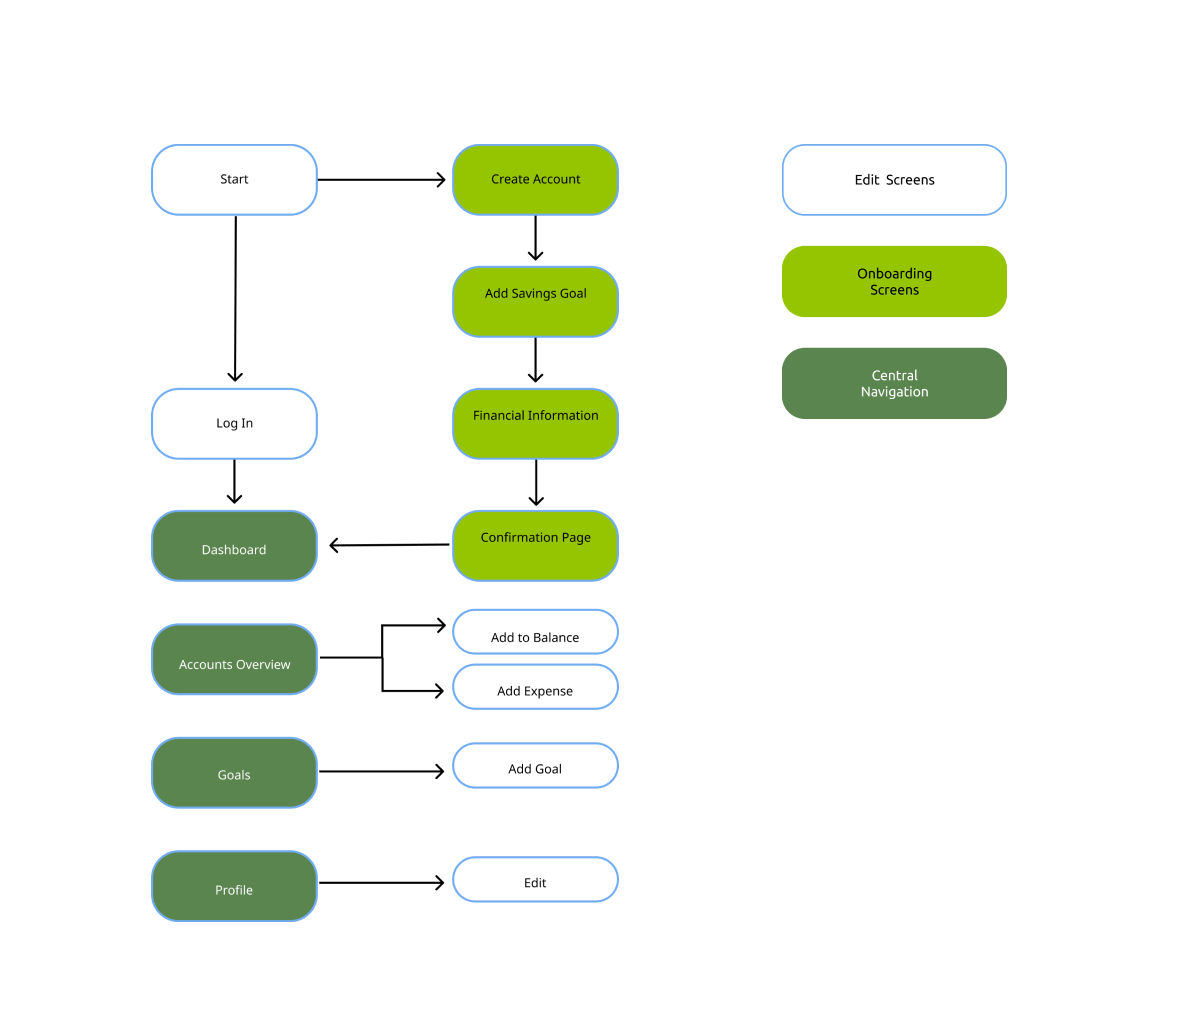 Start
Create Account
Edit  Screens
Onboarding
Screens
Add Savings Goal
Central
Navigation
Log In
Financial Information
Dashboard
Confirmation Page
Accounts Overview
Add to Balance
Add Expense
Goals
Add Goal
Profile
Edit